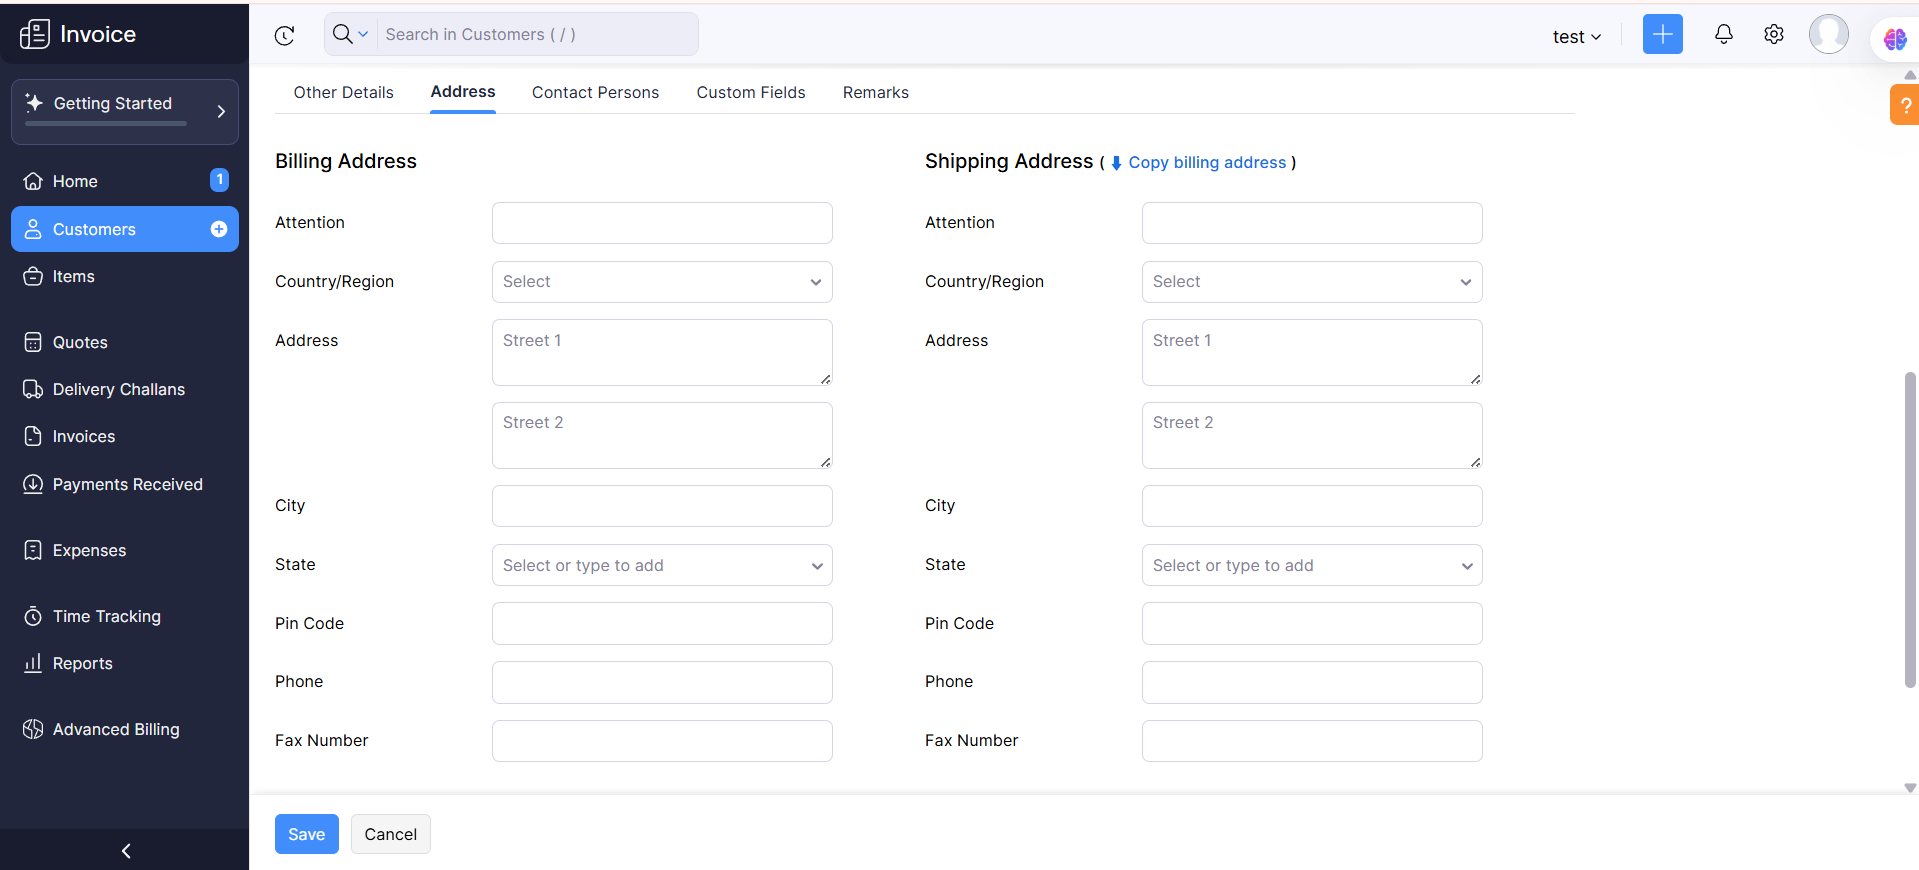 Invoice
Search in Customers ( / )
test
Getting Started
Home
1
Customers
Items
Quotes
Delivery Challans
Invoices
Payments Received
Expenses
Time Tracking
Reports
Advanced Billing
Other Details Address Contact Persons Custom Fields Remarks
?
Billing Address
Attention
Country/Region Select
Address Street 1
Street 2
City
State Select or type to add
Pin Code
Phone
Fax Number
Shipping Address ( Copy billing address )
Attention
Country/Region Select
Address Street 1
Street 2
City
State Select or type to add
Pin Code
Phone
Fax Number
Save Cancel